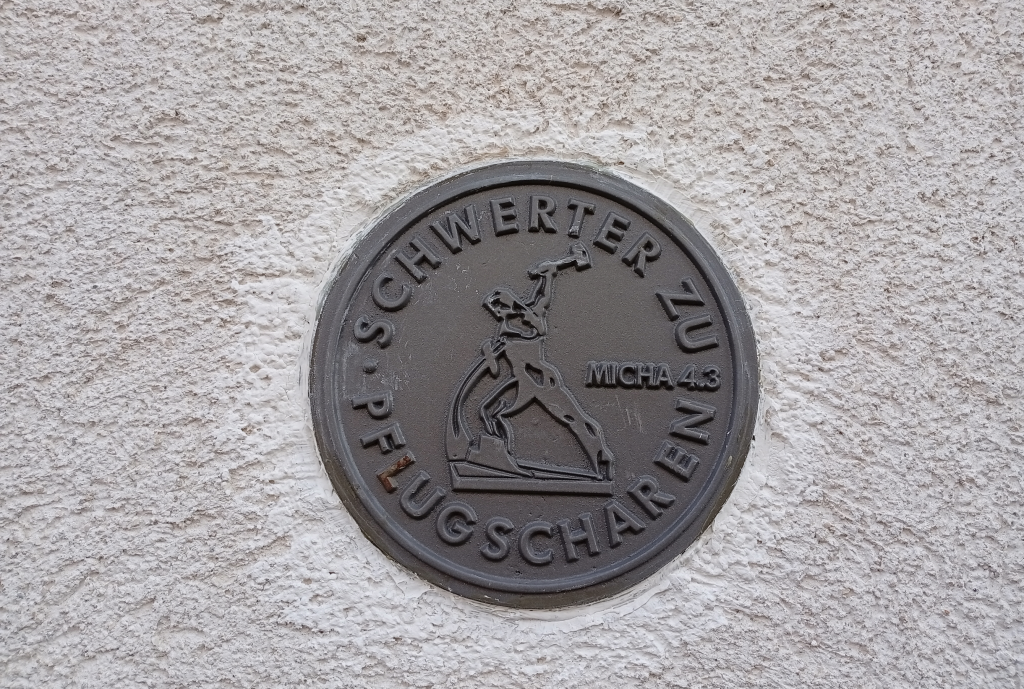 SCHWERTER ZU
PFLUGSCHAREN
MICHA 4.3